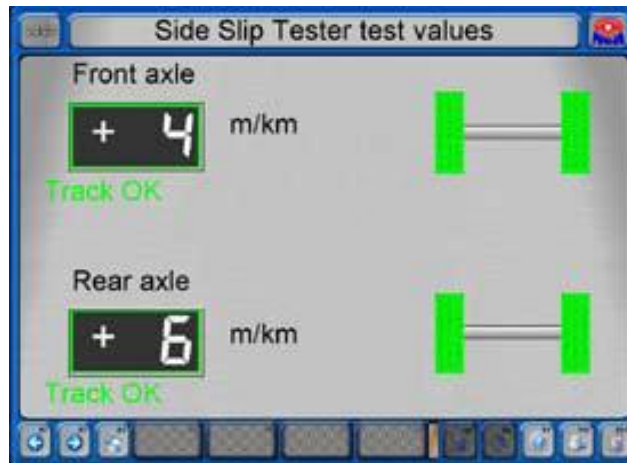 Side Slip Tester test values
Front axle
+ 4 m/km
Track OK
Rear axle
+ 6 m/km
Track OK